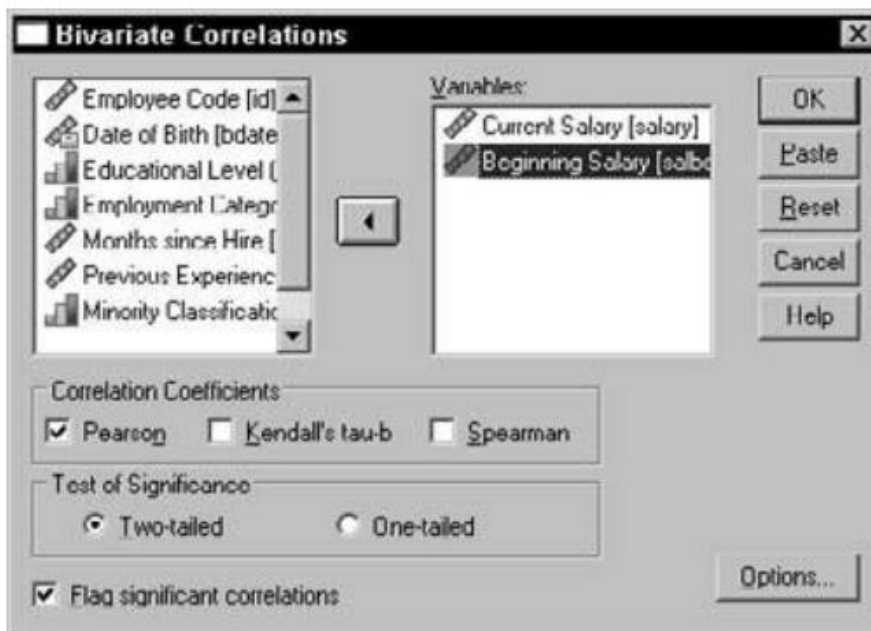 Bivariate Correlations
Employee Code [id]
Date of Birth [bdate
Educational Level (
Employment Catego
Months since Hire [
Previous Experienc
Minority Classificatic
Variables:
Current Salary [salary]
Beginning Salary [salbe
OK
Paste
Reset
Cancel
Help
Correlation Coefficients
Pearson
Kendall's tau-b
Spearman
Test of Significance
Two-tailed
One-tailed
Flag significant correlations
Options...